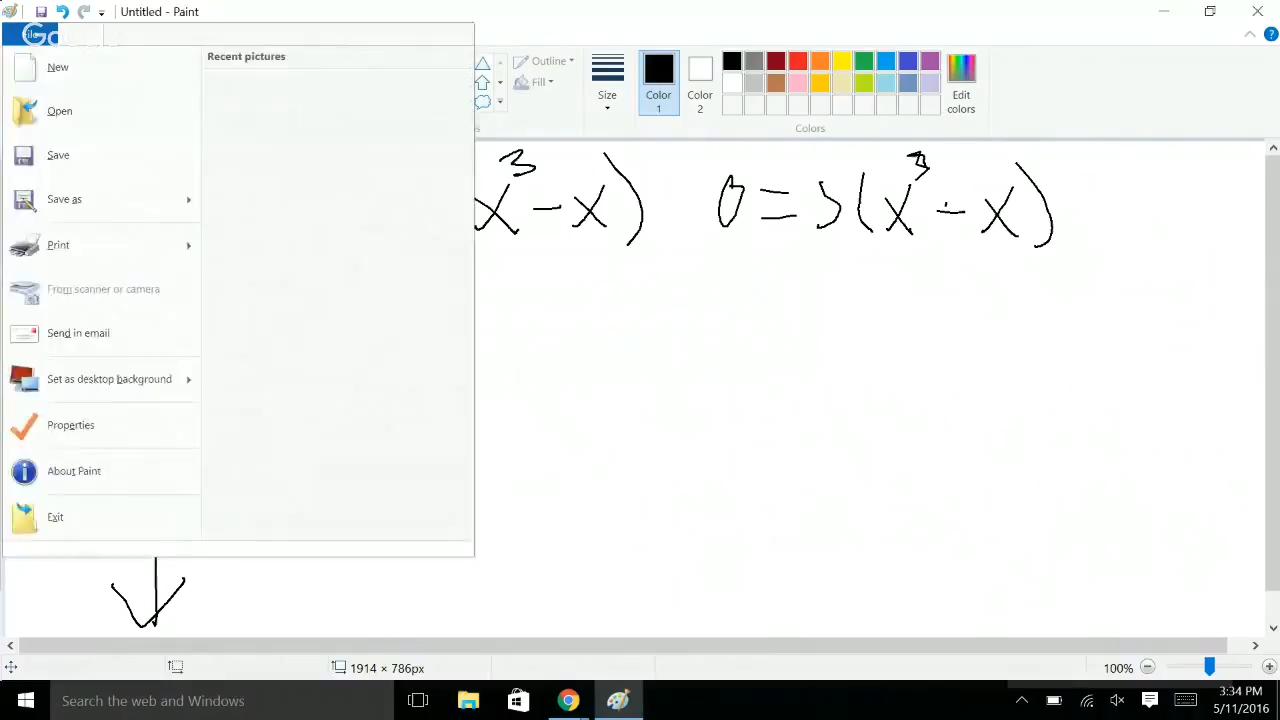 Untitled - Paint
File
New
Open
Save
Save as
Print
From scanner or camera
Send in email
Set as desktop background
Properties
About Paint
Exit
Recent pictures
Outline
Fill
Size
Color 1
Color 2
Edit colors
Colors
x³ - x)
0 = 3(x³ - x)
1914 × 786px
100%
Search the web and Windows
3:34 PM
5/11/2016